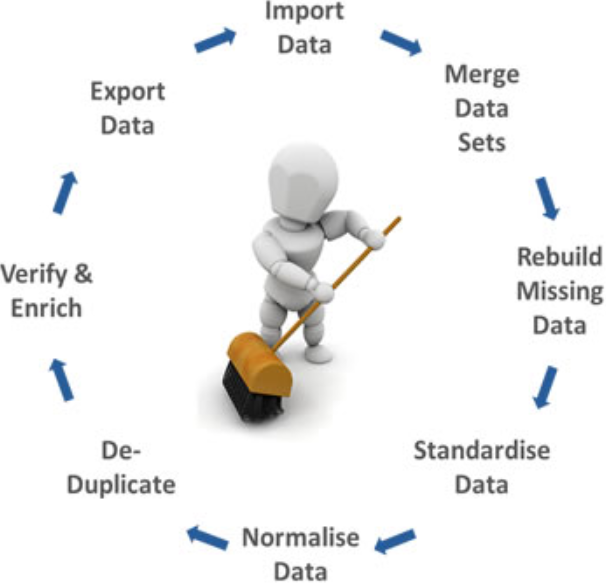 Import
Data
Merge
Data
Sets
Rebuild
Missing
Data
Standardise
Data
Normalise
Data
De-
Duplicate
Verify &
Enrich
Export
Data